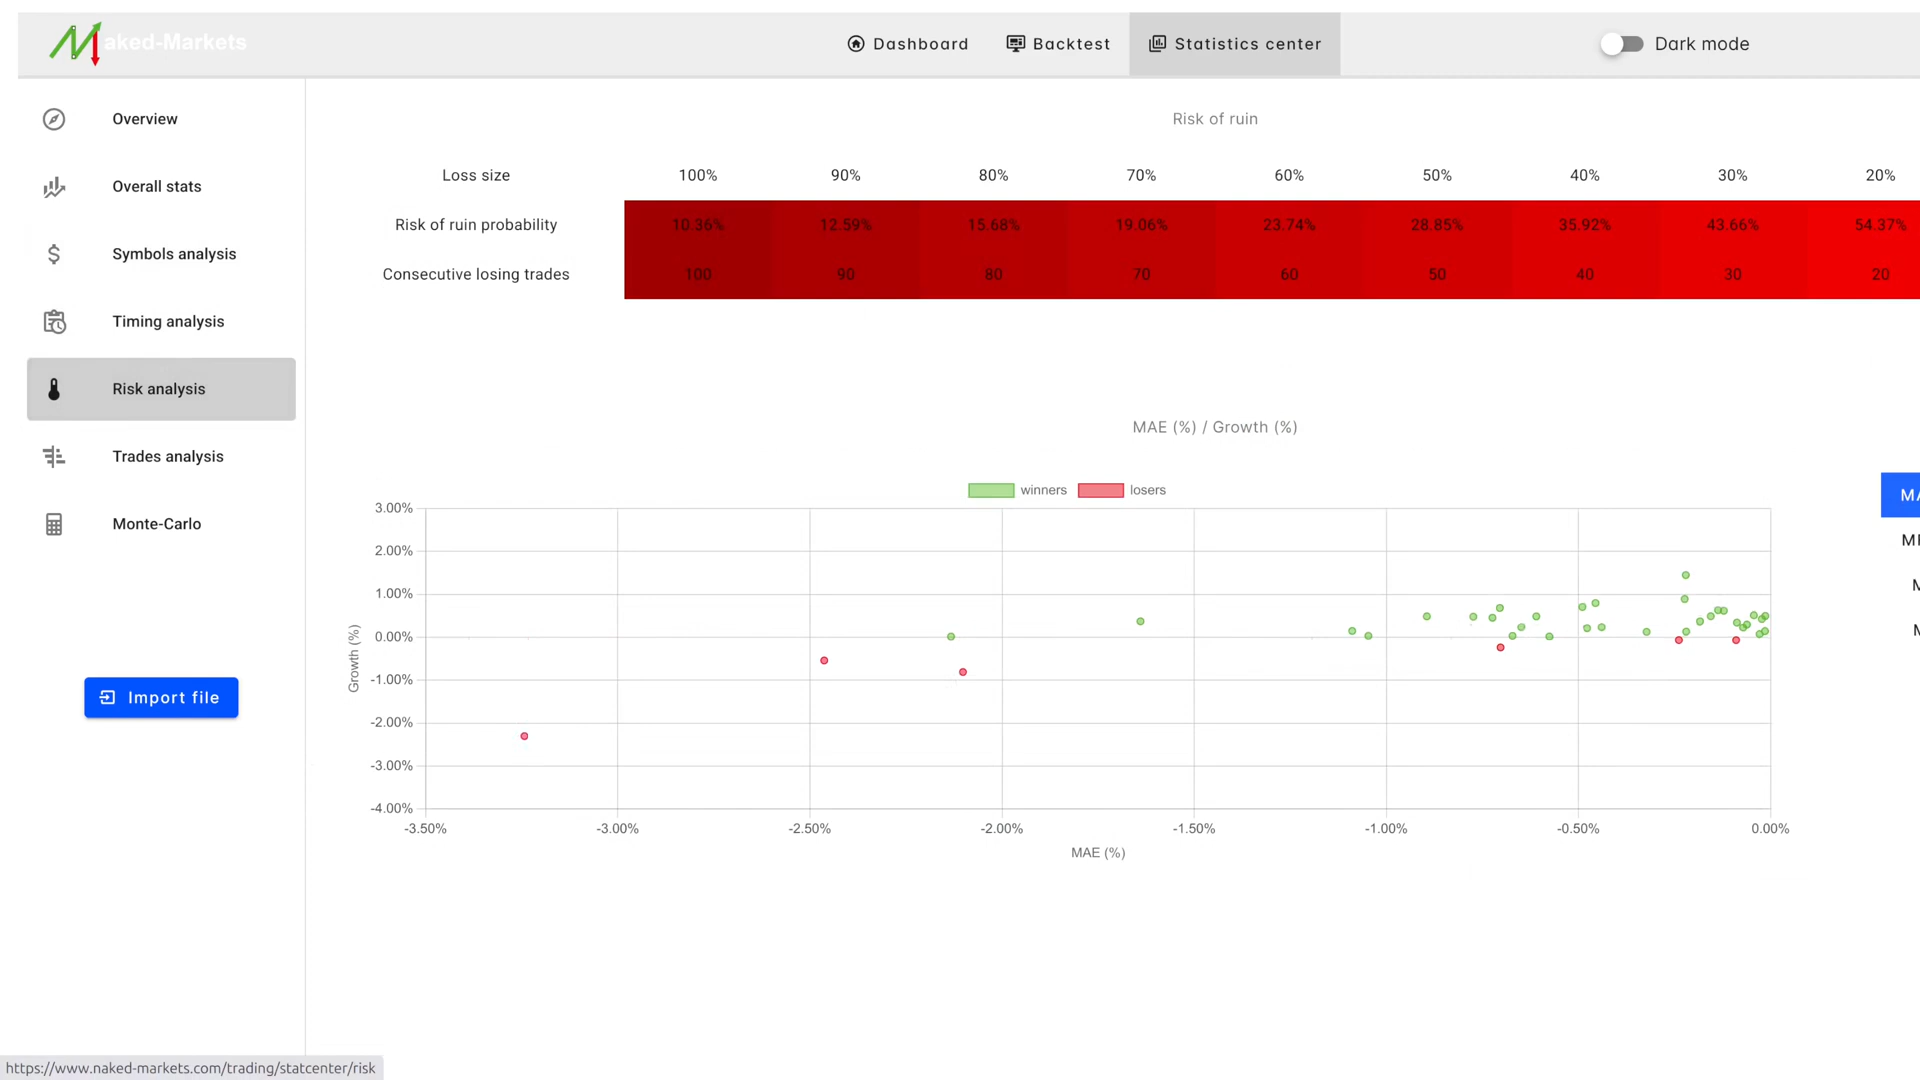 aked-Markets
Dashboard
Backtest
Statistics center
Dark mode
Overview
Overall stats
Symbols analysis
Timing analysis
Risk analysis
Trades analysis
Monte-Carlo
Import file
Risk of ruin
Loss size 100% 90% 80% 70% 60% 50% 40% 30% 20%
Risk of ruin probability 10.36% 12.59% 15.68% 19.06% 23.74% 28.85% 35.92% 43.66% 54.37%
Consecutive losing trades 100 90 80 70 60 50 40 30 20
MAE (%) / Growth (%)
winners losers
3.00%
2.00%
1.00%
0.00%
-1.00%
-2.00%
-3.00%
-4.00%
Growth (%)
-3.50% -3.00% -2.50% -2.00% -1.50% -1.00% -0.50% 0.00%
MAE (%)
https://www.naked-markets.com/trading/statcenter/risk